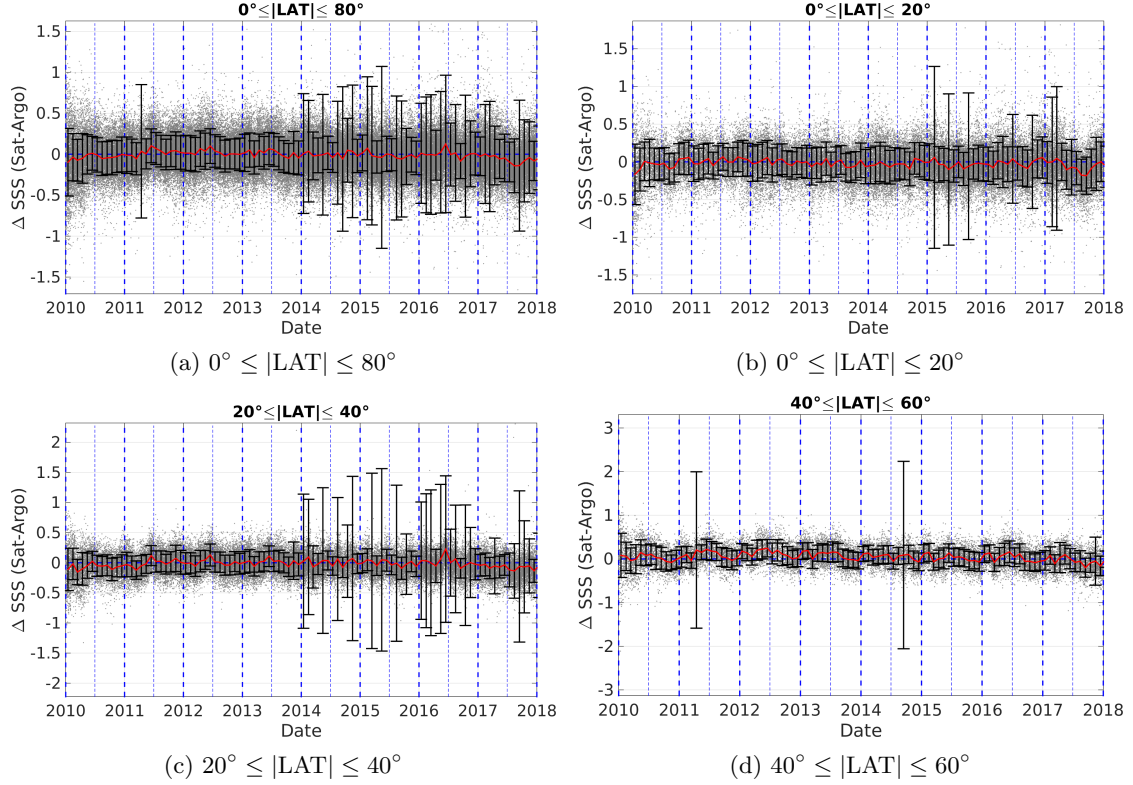 0°≤|LAT|≤ 80°
Δ SSS (Sat-Argo)
1.5
1
0.5
0
-0.5
-1
-1.5
2010 2011 2012 2013 2014 2015 2016 2017 2018
Date
(a) 0° ≤ |LAT| ≤ 80°
0°≤|LAT|≤ 20°
Δ SSS (Sat-Argo)
1.5
1
0.5
0
-0.5
-1
-1.5
2010 2011 2012 2013 2014 2015 2016 2017 2018
Date
(b) 0° ≤ |LAT| ≤ 20°
20°≤|LAT|≤ 40°
Δ SSS (Sat-Argo)
2
1.5
1
0.5
0
-0.5
-1
-1.5
-2
2010 2011 2012 2013 2014 2015 2016 2017 2018
Date
(c) 20° ≤ |LAT| ≤ 40°
40°≤|LAT|≤ 60°
Δ SSS (Sat-Argo)
3
2
1
0
-1
-2
-3
2010 2011 2012 2013 2014 2015 2016 2017 2018
Date
(d) 40° ≤ |LAT| ≤ 60°